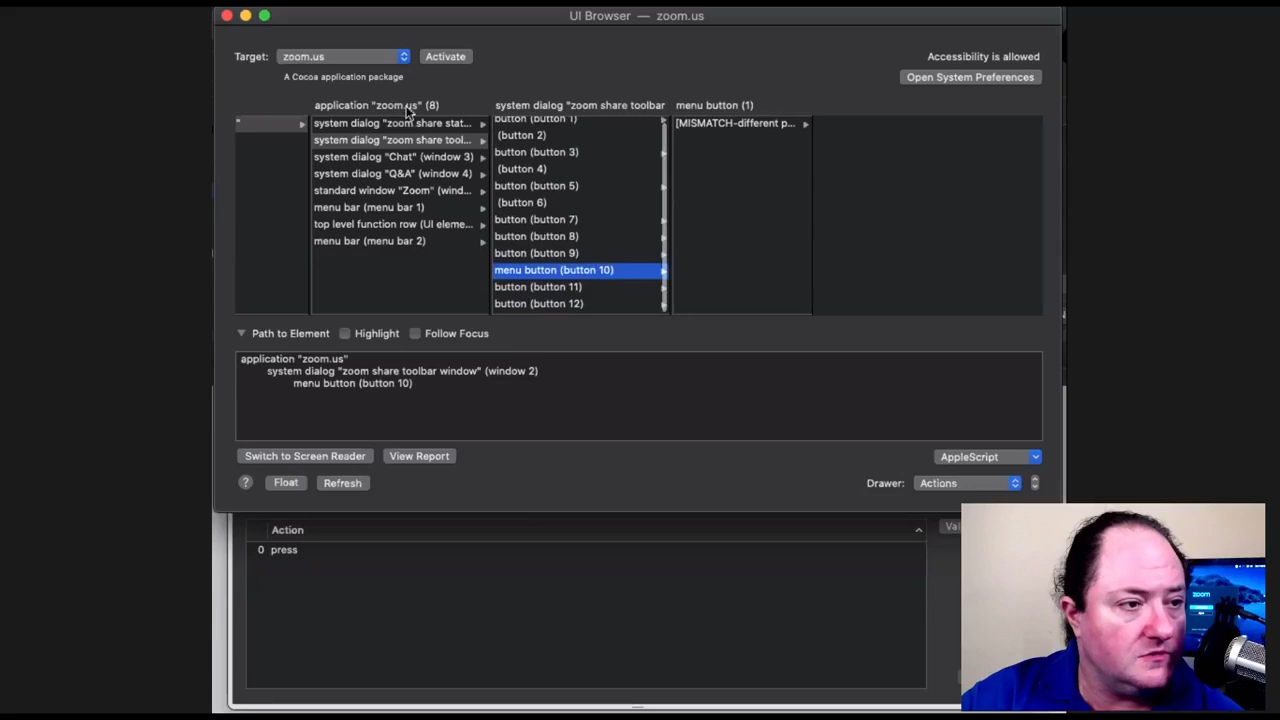 UI Browser — zoom.us
Target: zoom.us Activate Accessibility is allowed
A Cocoa application package Open System Preferences
application "zoom.us" (8) system dialog "zoom share toolbar menu button (1)
system dialog "zoom share stat...
system dialog "zoom share tool...
system dialog "Chat" (window 3)
system dialog "Q&A" (window 4)
standard window "Zoom" (wind...
menu bar (menu bar 1)
top level function row (UI eleme...
menu bar (menu bar 2)
button (button 1)
(button 2)
button (button 3)
(button 4)
button (button 5)
(button 6)
button (button 7)
button (button 8)
button (button 9)
menu button (button 10)
button (button 11)
button (button 12)
[MISMATCH-different p...
Path to Element Highlight Follow Focus
application "zoom.us"
system dialog "zoom share toolbar window" (window 2)
menu button (button 10)
Switch to Screen Reader View Report AppleScript
? Float Refresh Drawer: Actions
Action Val
0 press
zoom